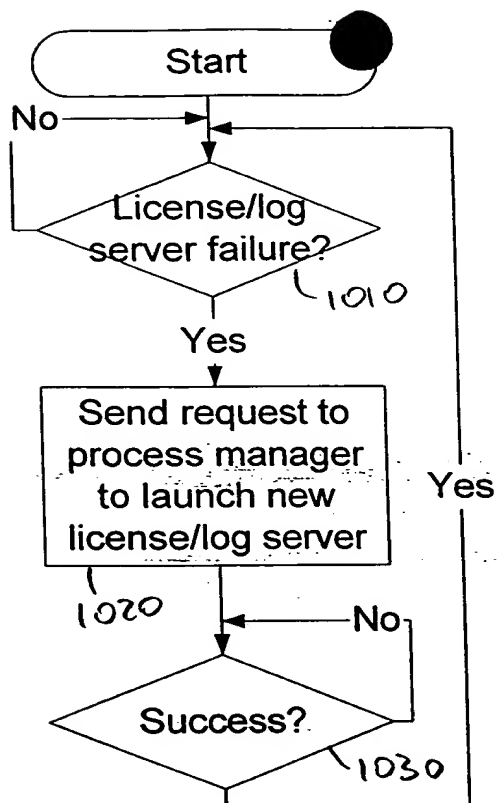 Start
No
License/log
server failure?
1010
Yes
Send request to
process manager
to launch new
license/log server
Yes
1020
No
Success?
1030